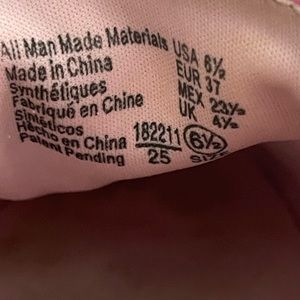 All Man Made Materials
Made in China
Synthétiques
Fabriqué en Chine
Sintéticos
Hecho en China
Patent Pending
USA 6½
EUR 37
MEX 23½
UK 4½
182211
25
6½
SIZE